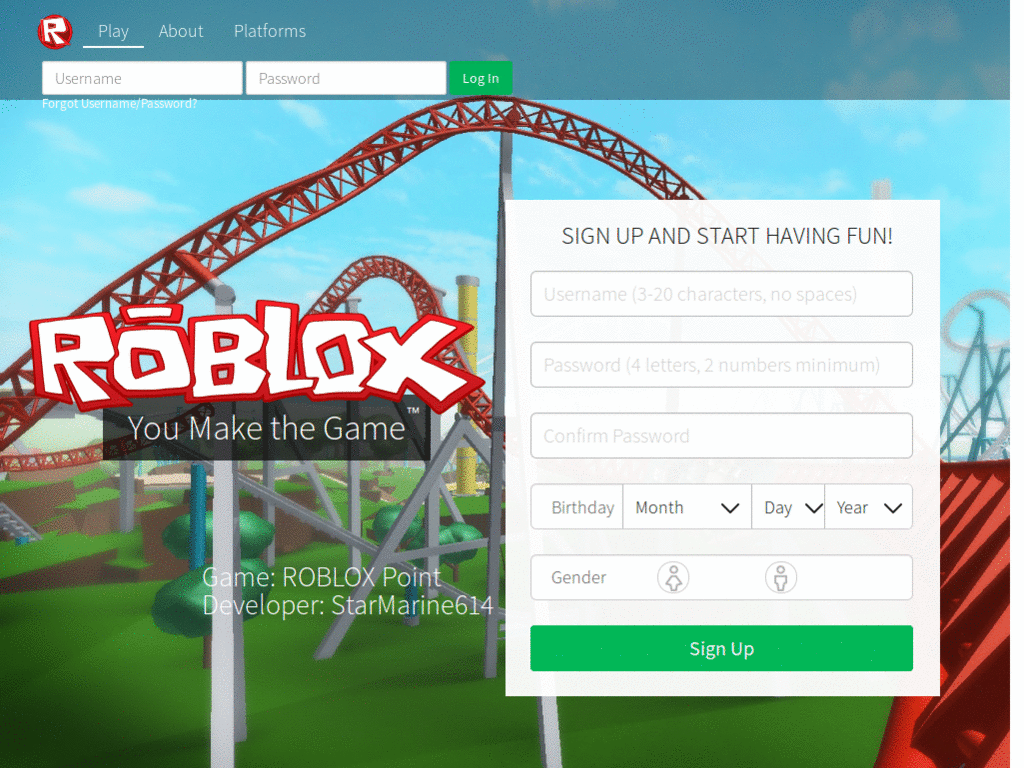 R
Play About Platforms
Username Password Log In
Forgot Username/Password?
SIGN UP AND START HAVING FUN!
Username (3-20 characters, no spaces)
Password (4 letters, 2 numbers minimum)
Confirm Password
Birthday Month Day Year
Gender
Sign Up
RŌBLOX
You Make the Game™
Game: ROBLOX Point
Developer: StarMarine614